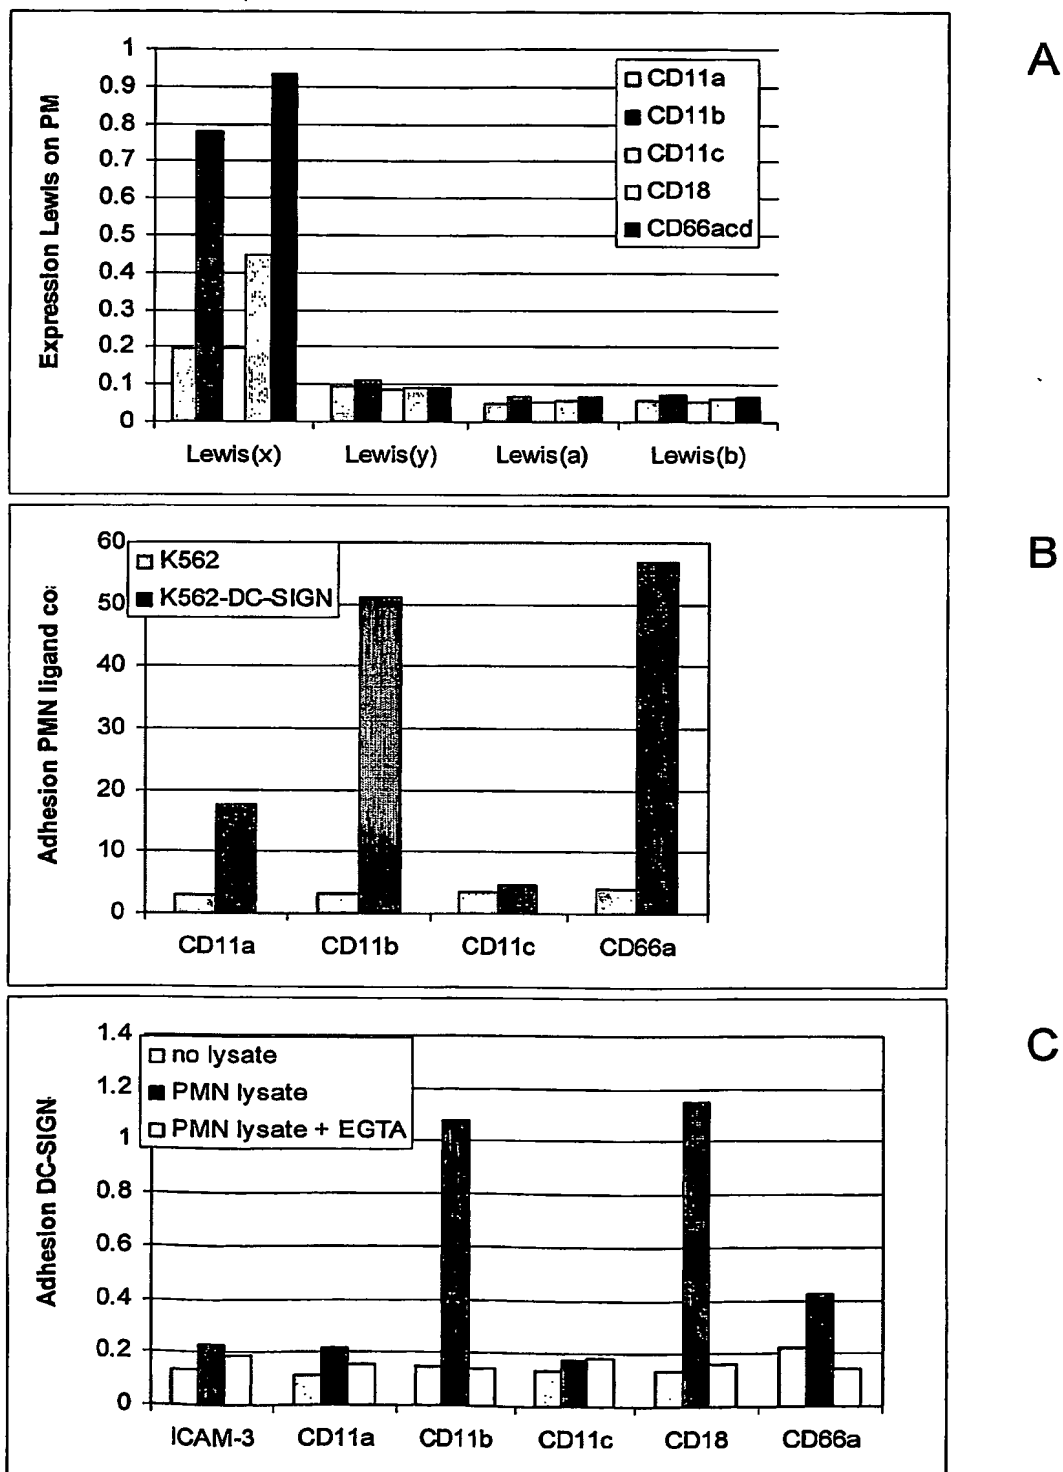 A
Expression Lewis on PM
1
0.9
0.8
0.7
0.6
0.5
0.4
0.3
0.2
0.1
0
CD11a
CD11b
CD11c
CD18
CD66acd
Lewis(x) Lewis(y) Lewis(a) Lewis(b)
B
Adhesion PMN ligand co
60
50
40
30
20
10
0
K562
K562-DC-SIGN
CD11a CD11b CD11c CD66a
C
Adhesion DC-SIGN
1.4
1.2
1
0.8
0.6
0.4
0.2
0
no lysate
PMN lysate
PMN lysate + EGTA
ICAM-3 CD11a CD11b CD11c CD18 CD66a